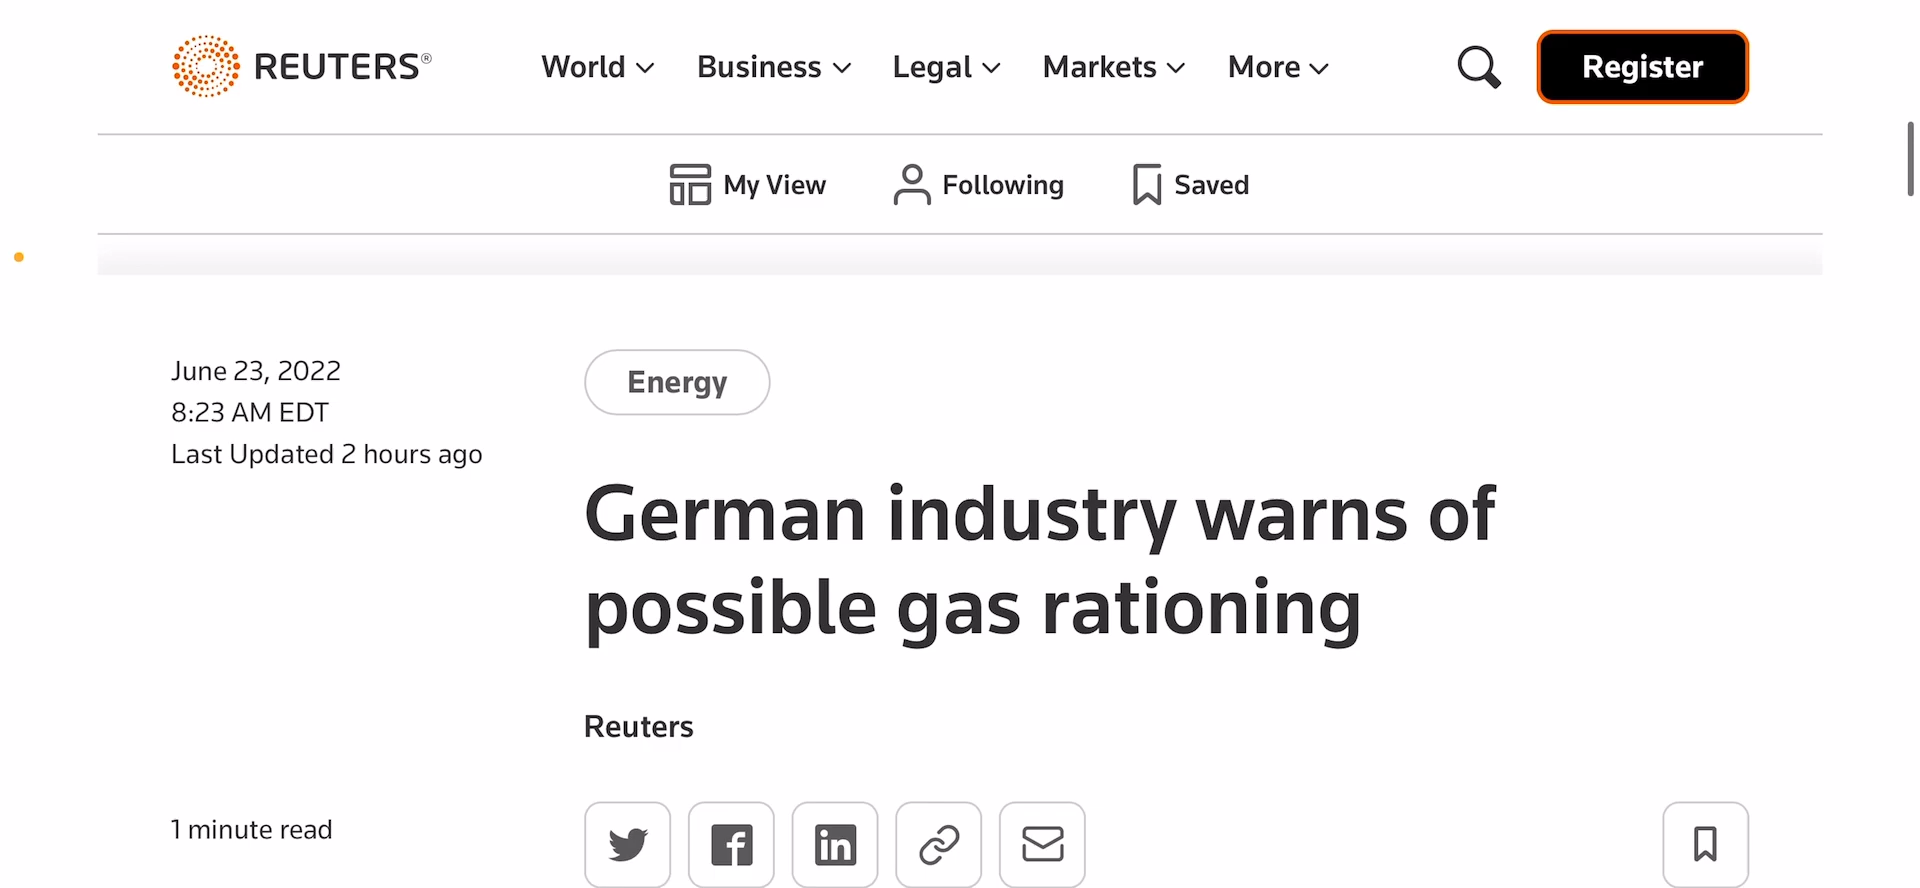 REUTERS®
World
Business
Legal
Markets
More
Register
My View
Following
Saved
June 23, 2022
8:23 AM EDT
Last Updated 2 hours ago
Energy
German industry warns of
possible gas rationing
Reuters
1 minute read